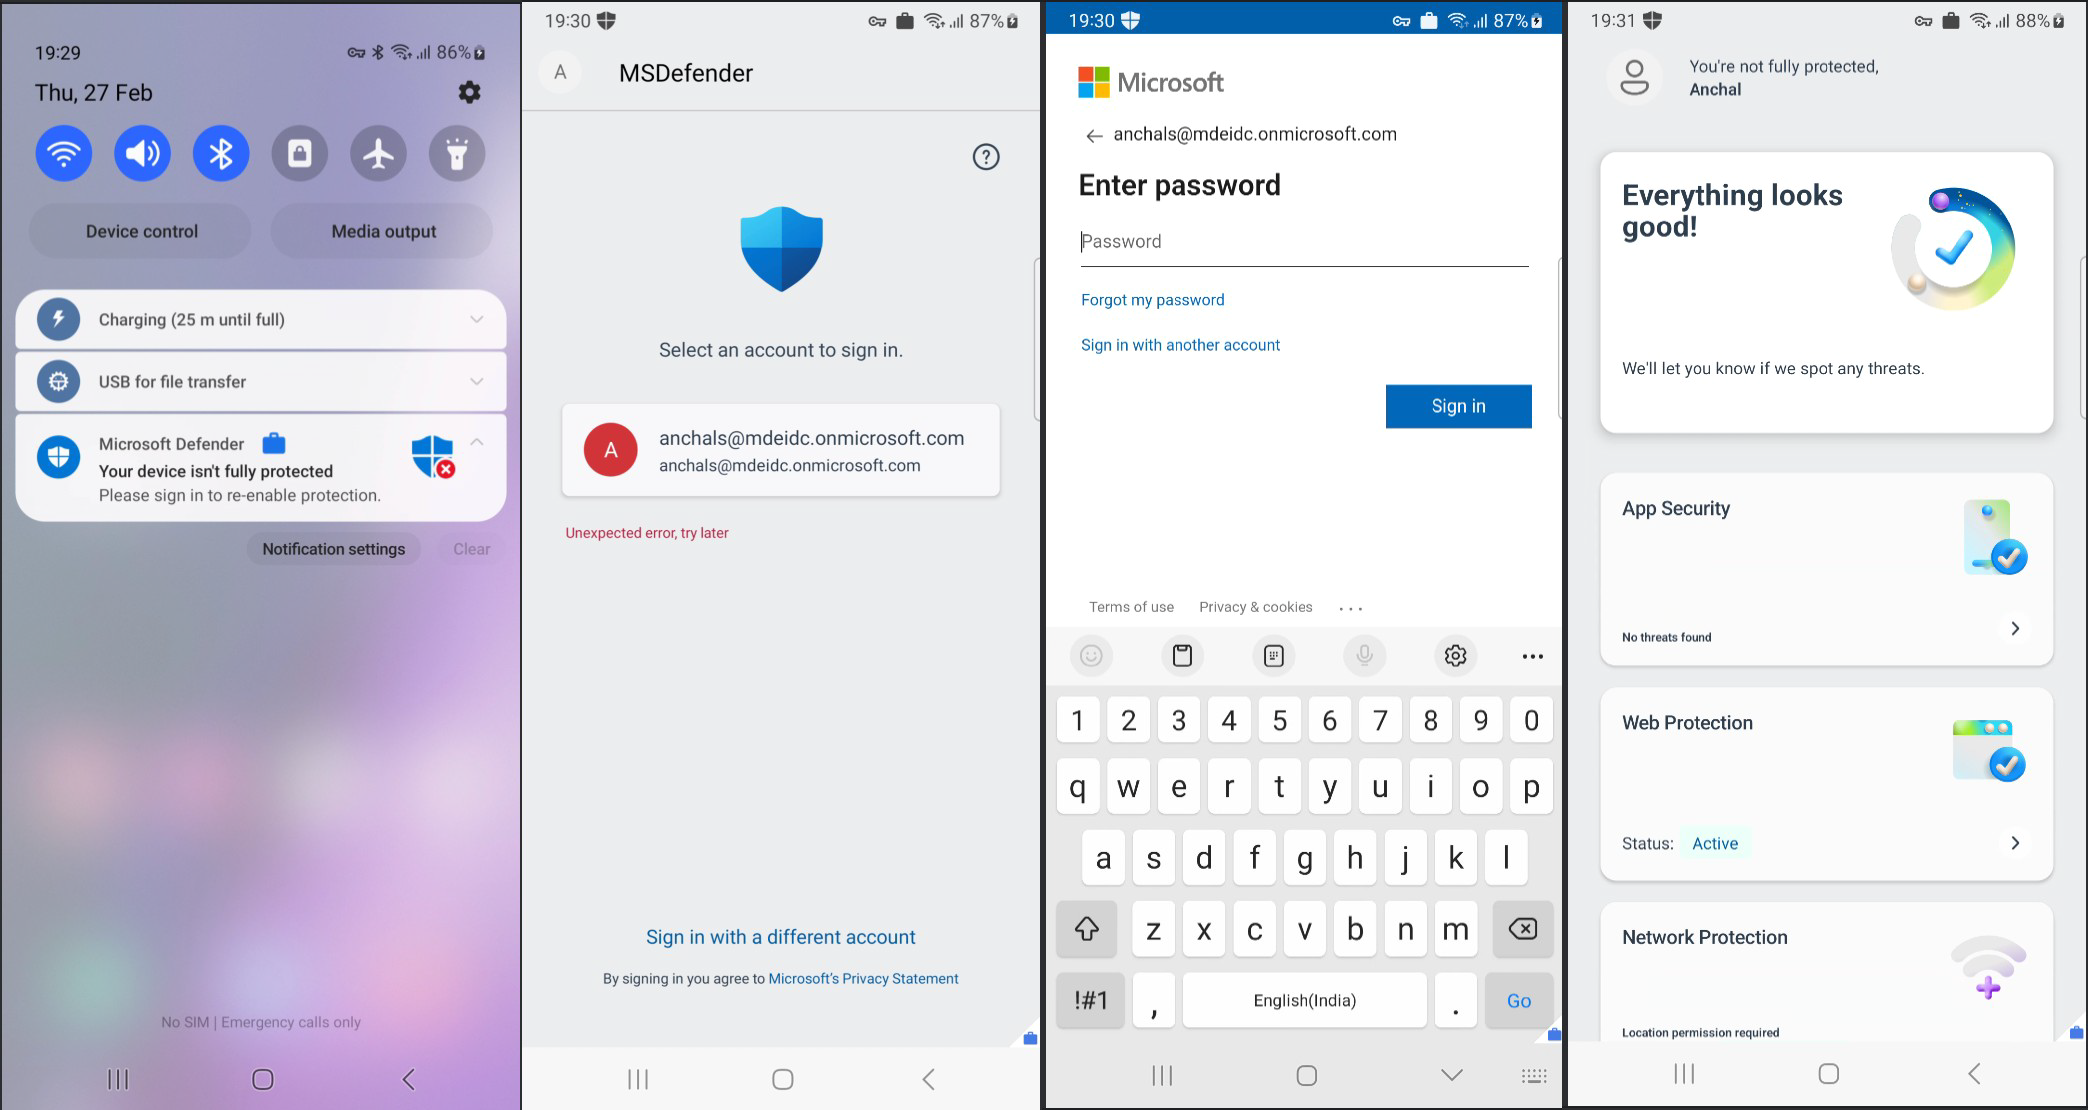 19:29
86%
Thu, 27 Feb
Device control
Media output
Charging (25 m until full)
USB for file transfer
Microsoft Defender
Your device isn't fully protected
Please sign in to re-enable protection.
Notification settings
Clear
No SIM | Emergency calls only
19:30
87%
A
MSDefender
?
Select an account to sign in.
A
anchals@mdeidc.onmicrosoft.com
anchals@mdeidc.onmicrosoft.com
Unexpected error, try later
Sign in with a different account
By signing in you agree to Microsoft's Privacy Statement
19:30
87%
Microsoft
anchals@mdeidc.onmicrosoft.com
Enter password
Password
Forgot my password
Sign in with another account
Sign in
Terms of use Privacy & cookies ...
1 2 3 4 5 6 7 8 9 0
q w e r t y u i o p
a s d f g h j k l
z x c v b n m
!#1 , English(India) . Go
19:31
88%
You're not fully protected,
Anchal
Everything looks
good!
We'll let you know if we spot any threats.
App Security
No threats found
Web Protection
Status: Active
Network Protection
Location permission required